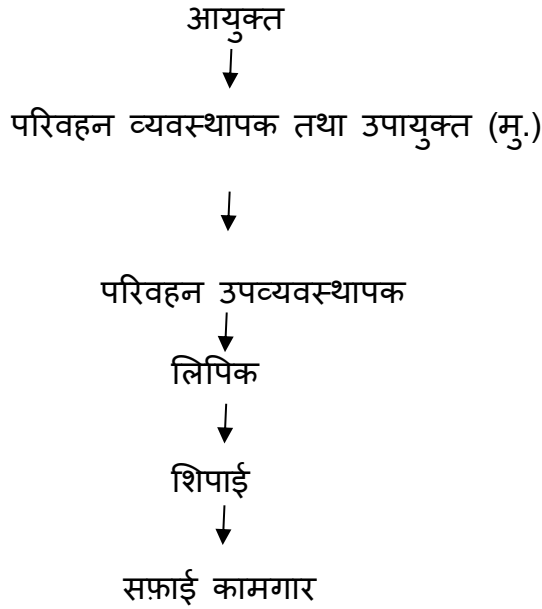 आयुक्त
परिवहन व्यवस्थापक तथा उपायुक्त (मु.)
परिवहन उपव्यवस्थापक
लिपिक
शिपाई
सफ़ाई कामगार